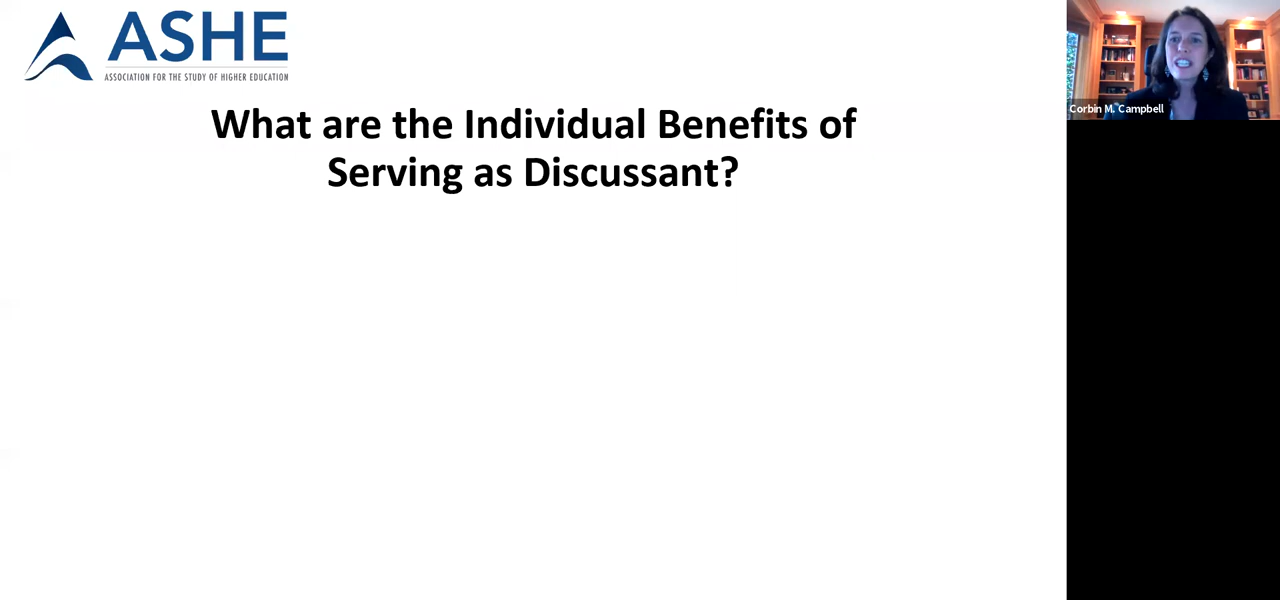 ASHE
ASSOCIATION FOR THE STUDY OF HIGHER EDUCATION
What are the Individual Benefits of
Serving as Discussant?
Corbin M. Campbell